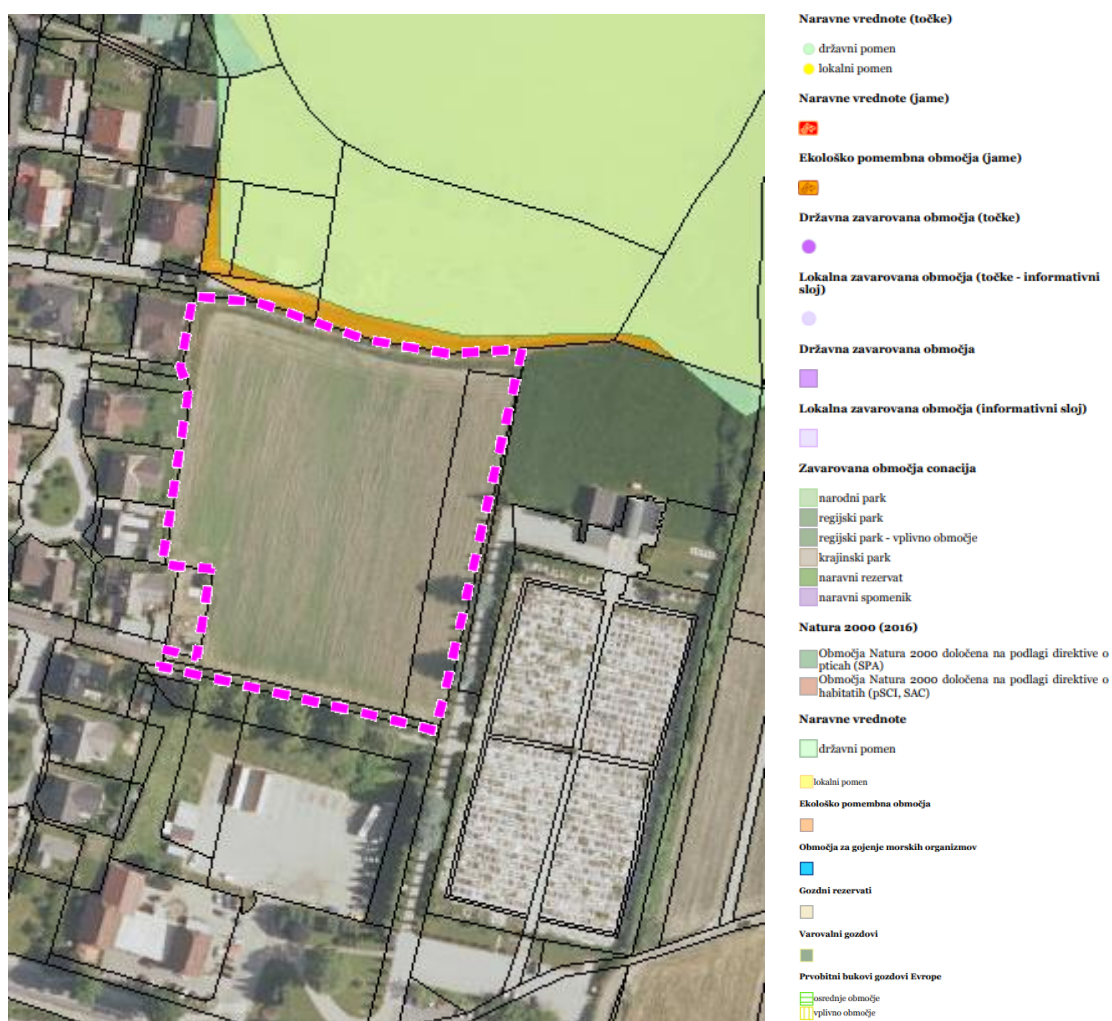 Naravne vrednote (točke)
državni pomen
lokalni pomen
Naravne vrednote (jame)
Ekološko pomembna območja (jame)
Državna zavarovana območja (točke)
Lokalna zavarovana območja (točke - informativni
sloj)
Državna zavarovana območja
Lokalna zavarovana območja (informativni sloj)
Zavarovana območja conacija
narodni park
regijski park
regijski park - vplivno območje
krajinski park
naravni rezervat
naravni spomenik
Natura 2000 (2016)
Območja Natura 2000 določena na podlagi direktive o
pticah (SPA)
Območja Natura 2000 določena na podlagi direktive o
habitatih (pSCI, SAC)
Naravne vrednote
državni pomen
lokalni pomen
Ekološko pomembna območja
Območja za gojenje morskih organizmov
Gozdni rezervati
Varovalni gozdovi
Prvobitni bukovi gozdovi Evrope
osrednje območje
vplivno območje